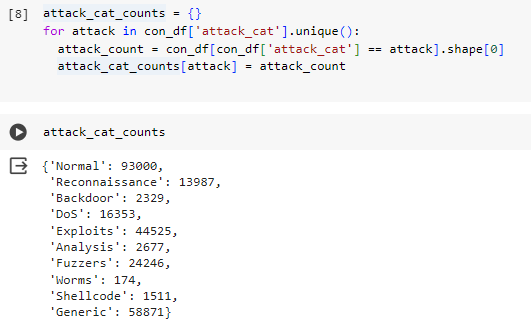 [8] attack_cat_counts = {}
for attack in con_df['attack_cat'].unique():
  attack_count = con_df[con_df['attack_cat'] == attack].shape[0]
  attack_cat_counts[attack] = attack_count
attack_cat_counts
{'Normal': 93000,
 'Reconnaissance': 13987,
 'Backdoor': 2329,
 'DoS': 16353,
 'Exploits': 44525,
 'Analysis': 2677,
 'Fuzzers': 24246,
 'Worms': 174,
 'Shellcode': 1511,
 'Generic': 58871}